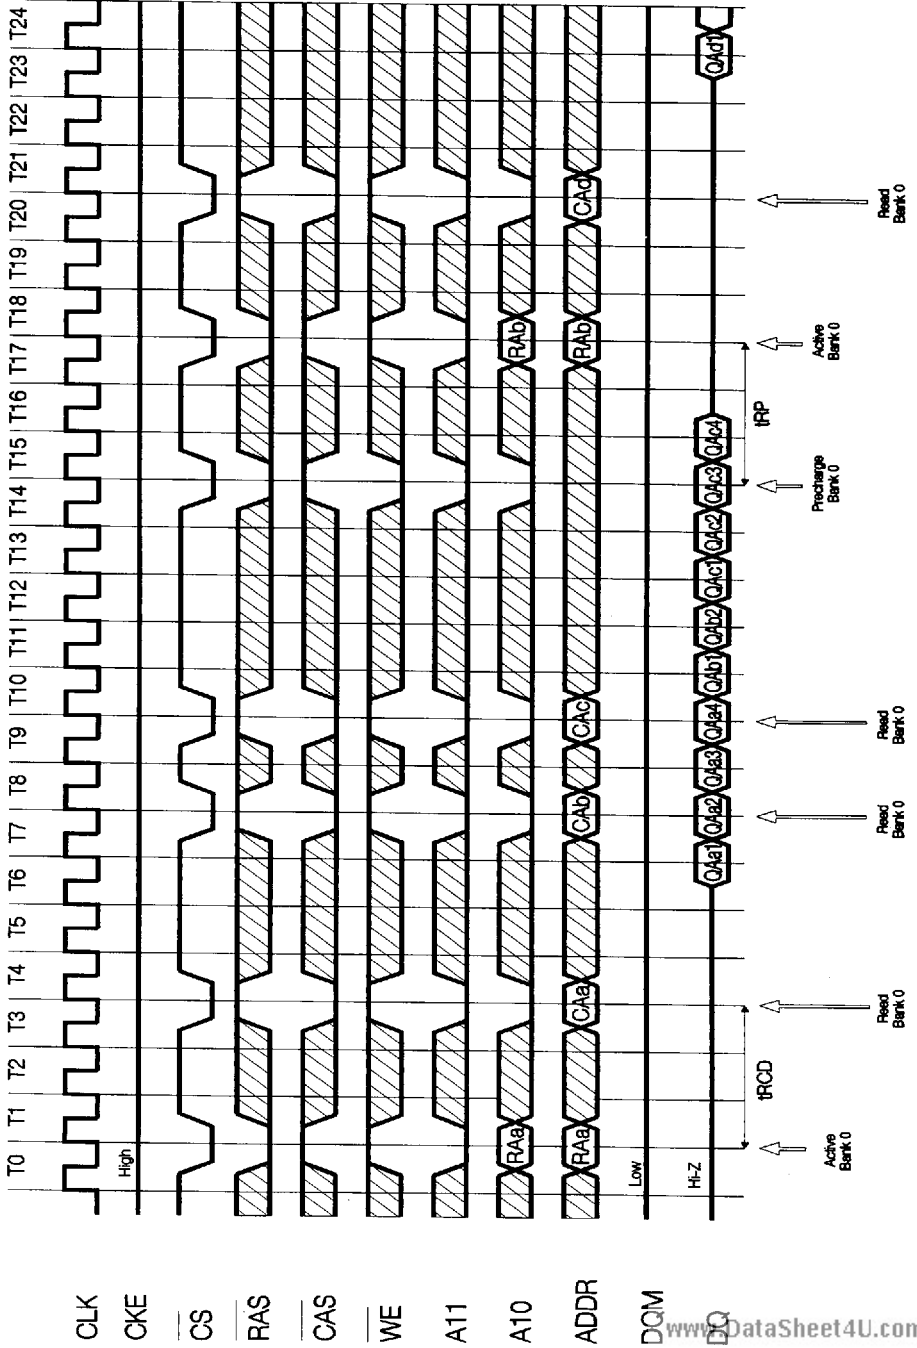 T0 T1 T2 T3 T4 T5 T6 T7 T8 T9 T10 T11 T12 T13 T14 T15 T16 T17 T18 T19 T20 T21 T22 T23 T24
CLK
CKE High
CS
RAS
CAS
WE
A11
A10 RAa RAb
ADDR RAa CAa CAb CAc RAb CAd
DQM Low
DQ Hi-Z QAa1 QAa2 QAa3 QAa4 QAb1 QAb2 QAc1 QAc2 QAc3 QAc4 QAd1
tRCD tRP
Active Bank 0
Read Bank 0
Read Bank 0
Read Bank 0
Precharge Bank 0
Active Bank 0
Read Bank 0
www.DataSheet4U.com